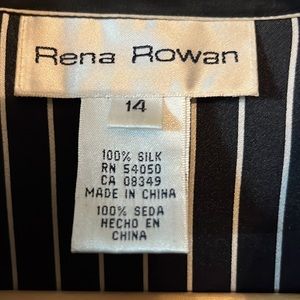 Rena Rowan
14
100% SILK
RN 54050
CA 08349
MADE IN CHINA
100% SEDA
HECHO EN
CHINA